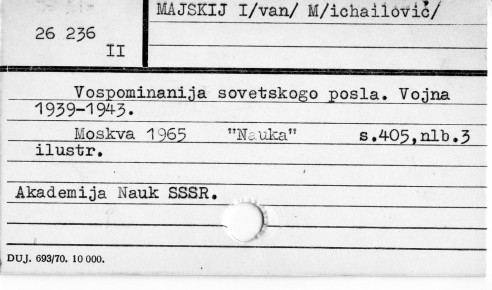 MAJSKIJ I/van/ M/ichailovič/
26 236
II
Vospominanija sovetskogo posla. Vojna
1939-1943.
Moskva 1965 "Nauka" s.405,nlb.3
ilustr.
Akademija Nauk SSSR.
DUJ. 693/70. 10 000.